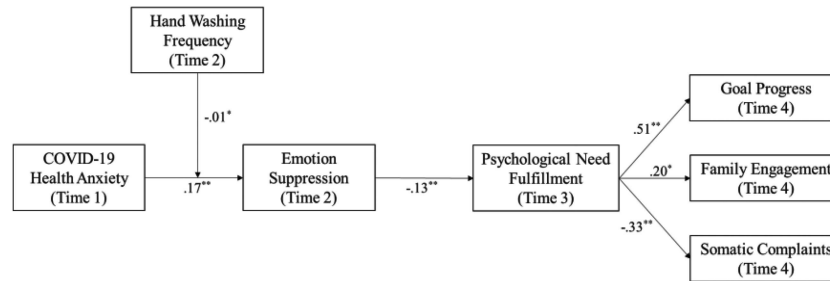 Hand Washing
Frequency
(Time 2)
-.01*
COVID-19
Health Anxiety
(Time 1)
.17**
Emotion
Suppression
(Time 2)
-.13**
Psychological Need
Fulfillment
(Time 3)
.51**
.20*
-.33**
Goal Progress
(Time 4)
Family Engagement
(Time 4)
Somatic Complaints
(Time 4)